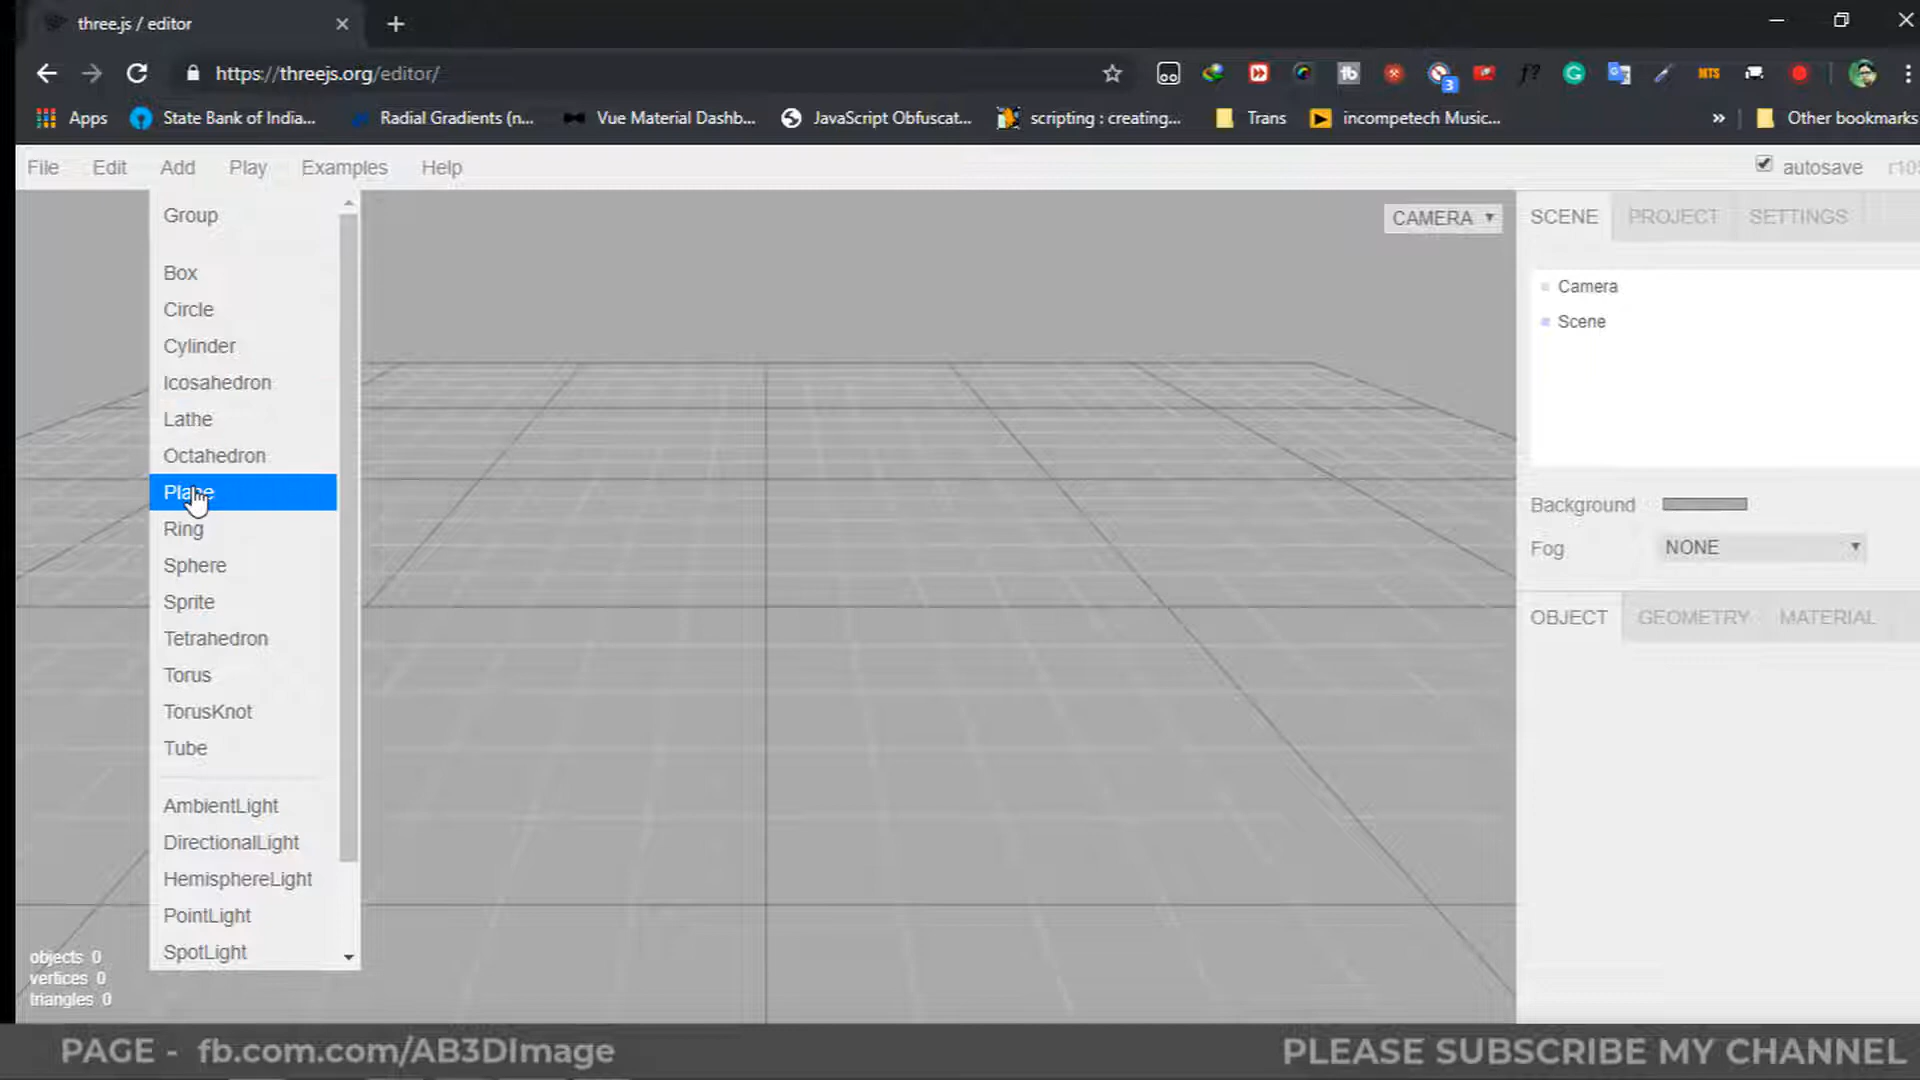 three.js / editor
https://threejs.org/editor/
3
MTS
Apps
State Bank of India...
Radial Gradients (n...
Vue Material Dashb...
JavaScript Obfuscat...
scripting : creating...
Trans
incompetech Music...
»
Other bookmarks
File
Edit
Add
Play
Examples
Help
autosave
r105
Group
Box
Circle
Cylinder
Icosahedron
Lathe
Octahedron
Plane
Ring
Sphere
Sprite
Tetrahedron
Torus
TorusKnot
Tube
AmbientLight
DirectionalLight
HemisphereLight
PointLight
SpotLight
CAMERA
objects 0
vertices 0
triangles 0
SCENE
PROJECT
SETTINGS
Camera
Scene
Background
Fog
NONE
OBJECT
GEOMETRY
MATERIAL
PAGE - fb.com.com/AB3DImage
PLEASE SUBSCRIBE MY CHANNEL